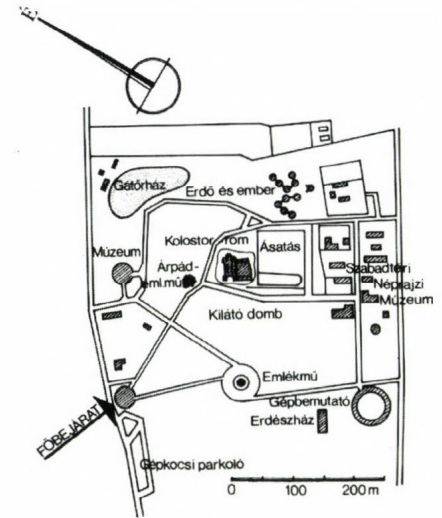 É
Gátőrház
Erdő és ember
Múzeum
Kolostor rom
Ásatás
Árpád-
eml.mű
Szabadtéri
Néprajzi
Múzeum
Kilátó domb
Emlékmű
Gépbemutató
Erdészház
FŐBEJÁRAT
Gépkocsi parkoló
0 100 200 m